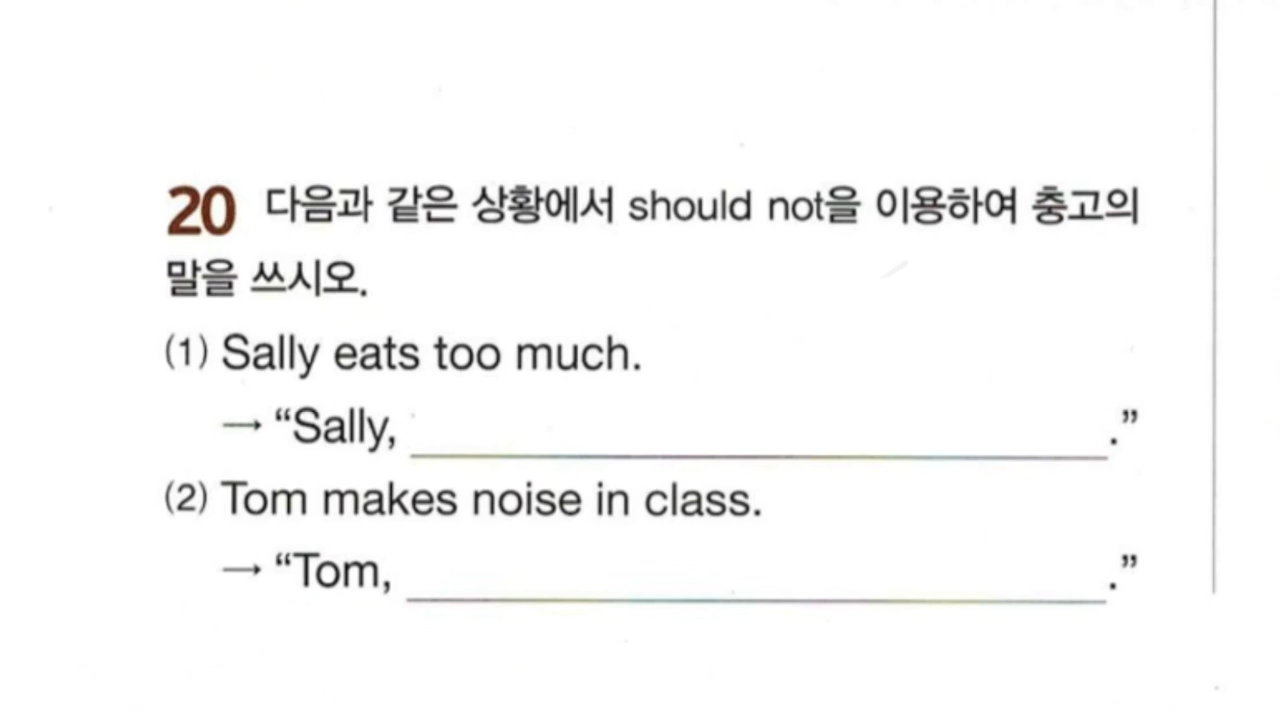 20 다음과 같은 상황에서 should not을 이용하여 충고의
말을 쓰시오.
(1) Sally eats too much.
→ “Sally, .”
(2) Tom makes noise in class.
→ “Tom, .”